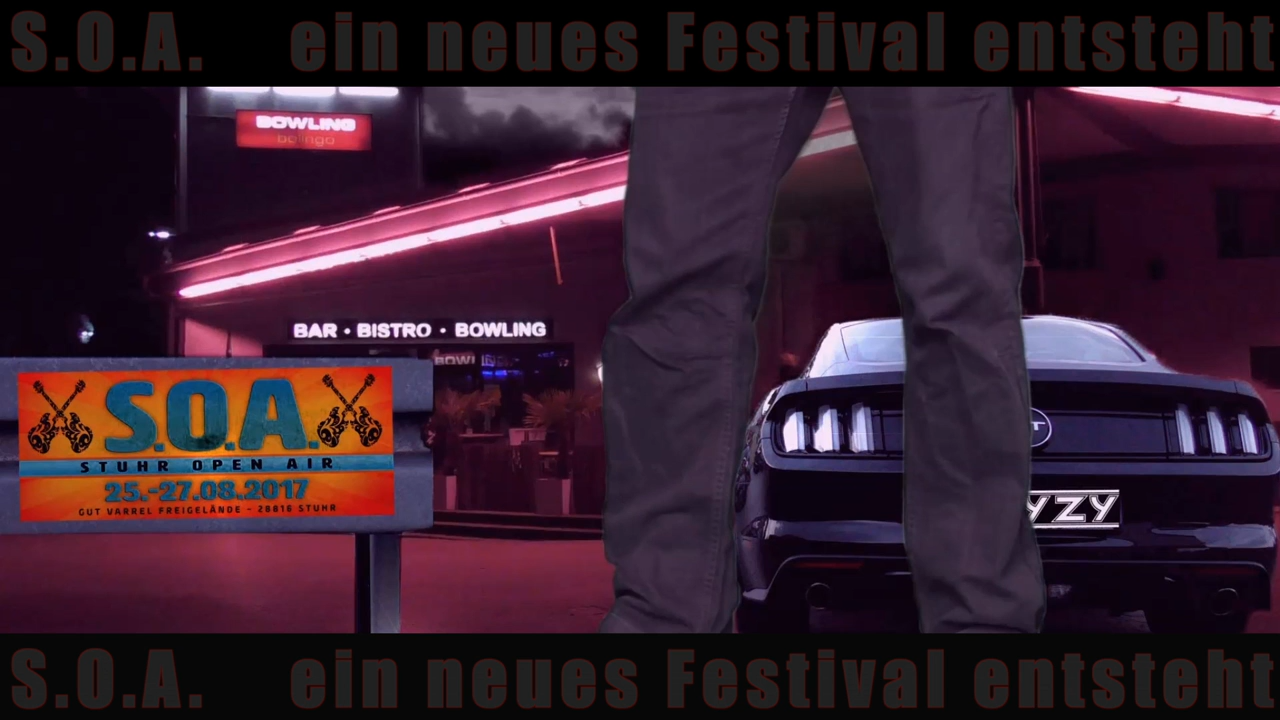 S.O.A. ein neues Festival entsteht
BOWLING
bolingo
BAR • BISTRO • BOWLING
S.O.A.
STUHR OPEN AIR
25.-27.08.2017
GUT VARREL FREIGELÄNDE - 28816 STUHR
YZY
S.O.A. ein neues Festival entsteht